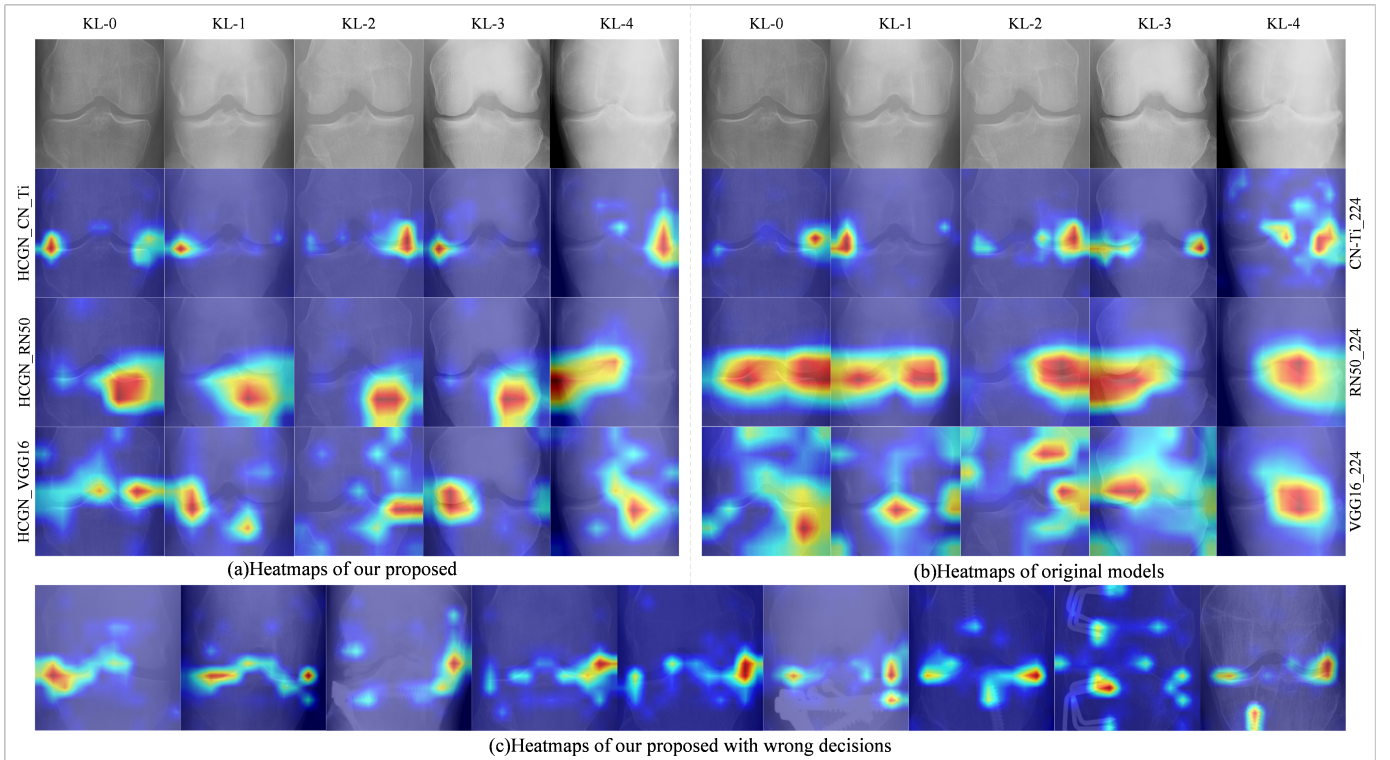 KL-0 KL-1 KL-2 KL-3 KL-4 KL-0 KL-1 KL-2 KL-3 KL-4
HCGN_CN_Ti
CN-Ti_224
HCGN_RN50
RN50_224
HCGN_VGG16
VGG16_224
(a)Heatmaps of our proposed
(b)Heatmaps of original models
(c)Heatmaps of our proposed with wrong decisions